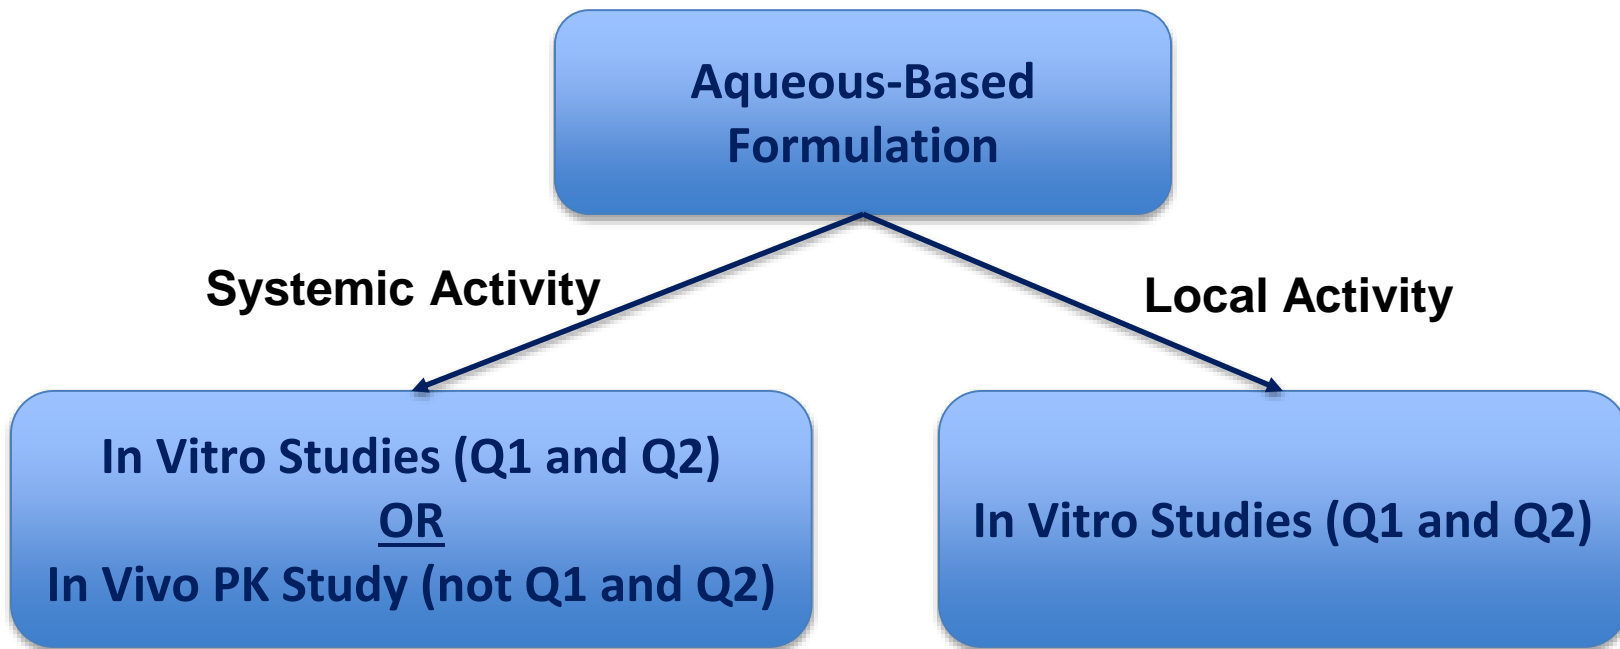 Aqueous-Based
Formulation
Systemic Activity
Local Activity
In Vitro Studies (Q1 and Q2)
OR
In Vivo PK Study (not Q1 and Q2)
In Vitro Studies (Q1 and Q2)